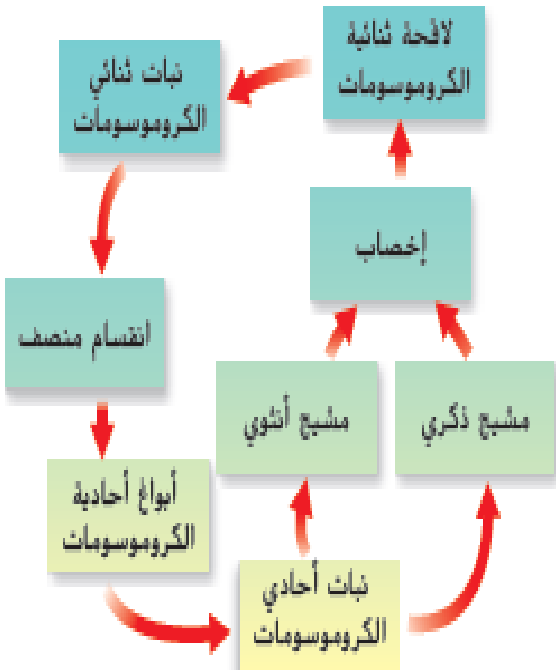 لاقحة ثنائية
الكروموسومات
نبات ثنائي
الكروموسومات
إخصاب
انقسام منصف
مشيج ذكري
مشيج أنثوي
أبواغ أحادية
الكروموسومات
نبات أحادي
الكروموسومات